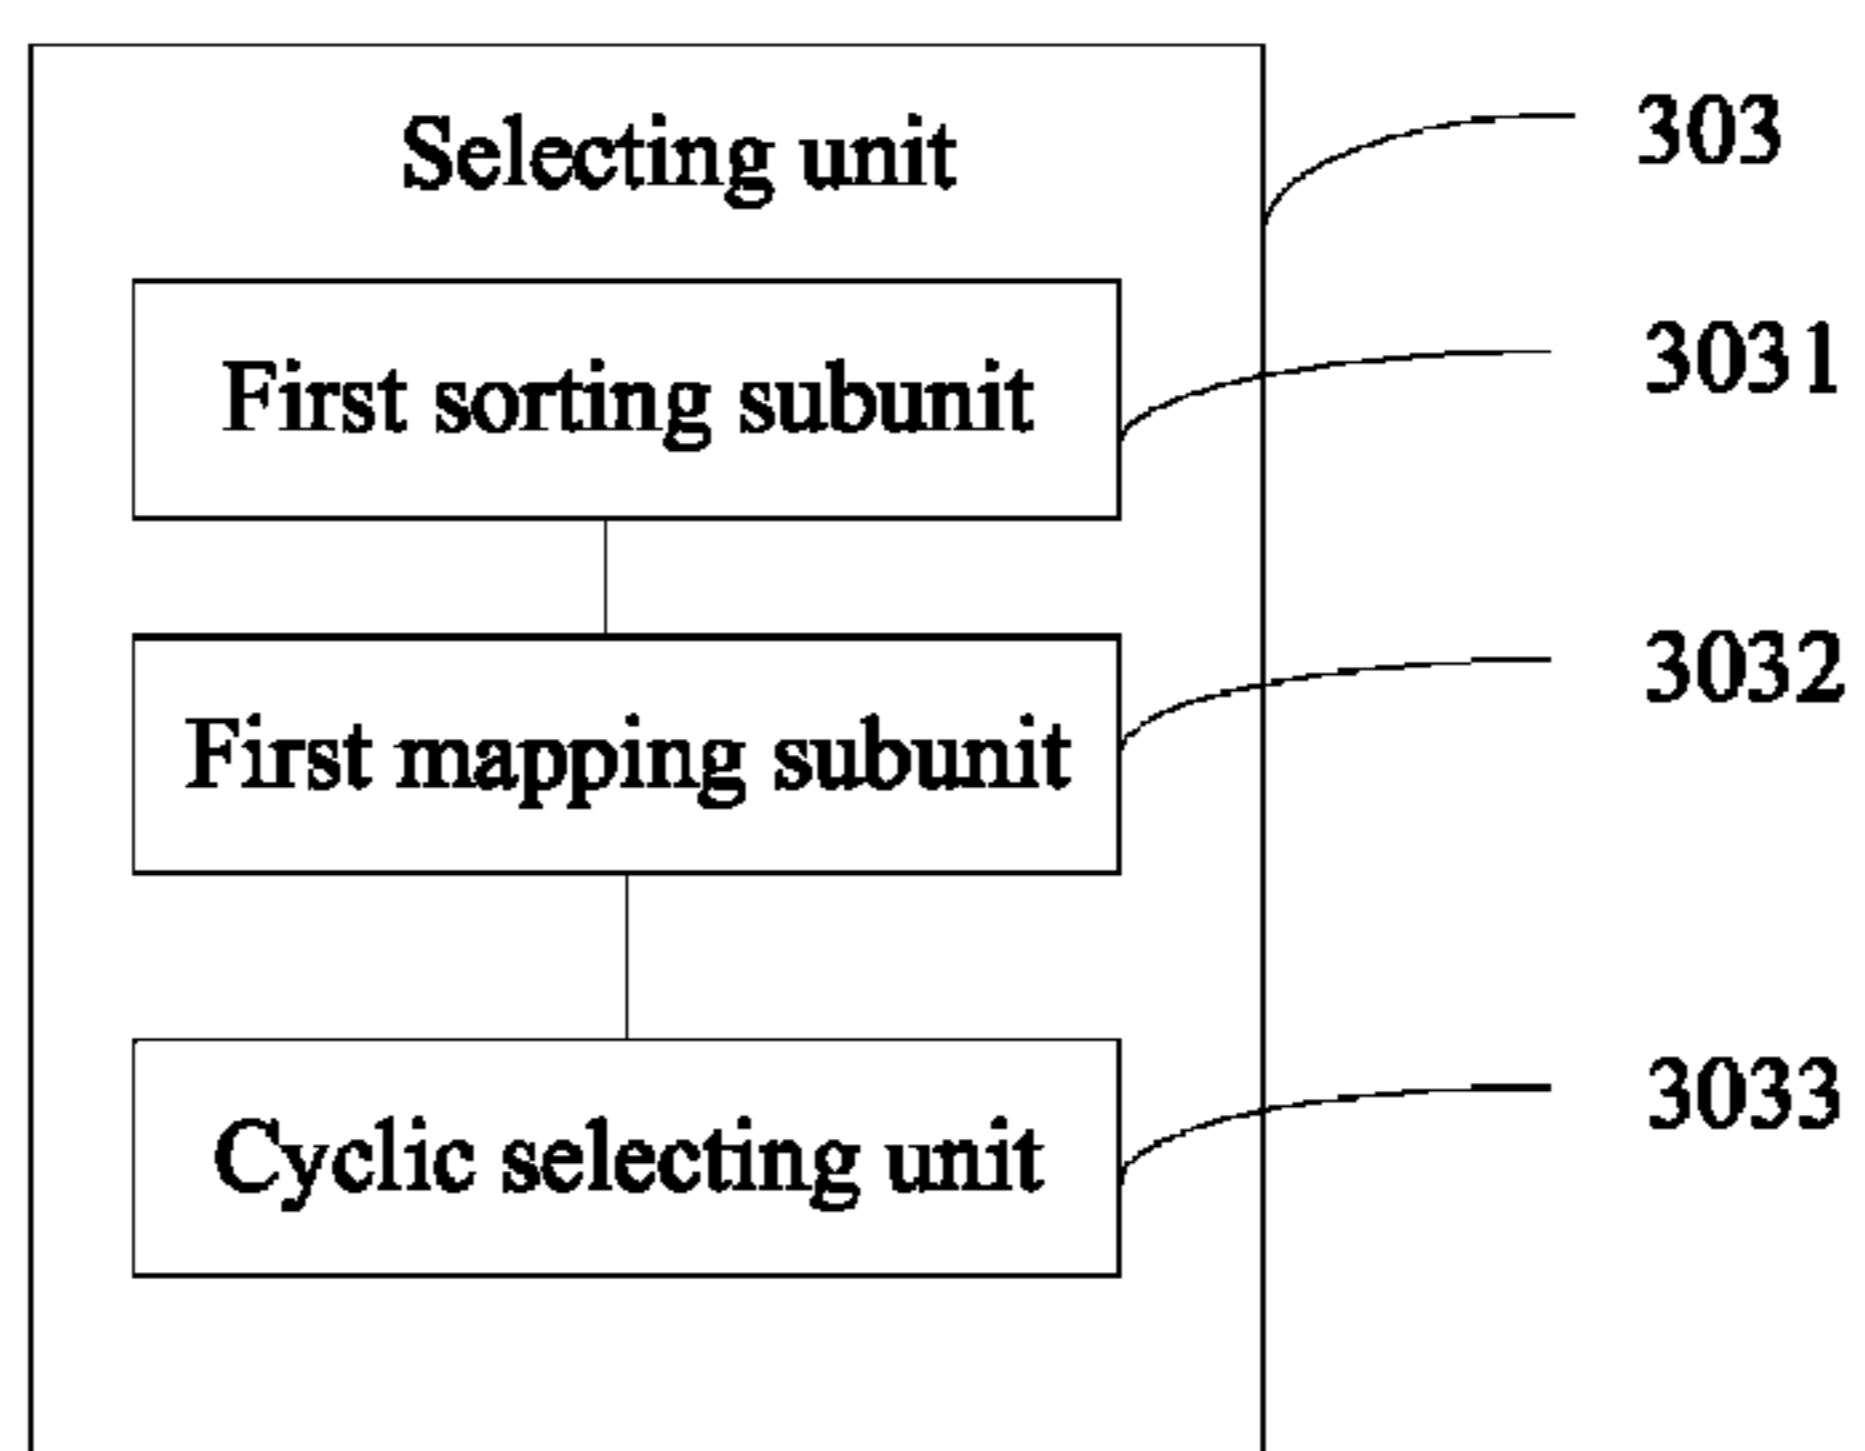 Selecting unit
303
First sorting subunit
3031
First mapping subunit
3032
Cyclic selecting unit
3033